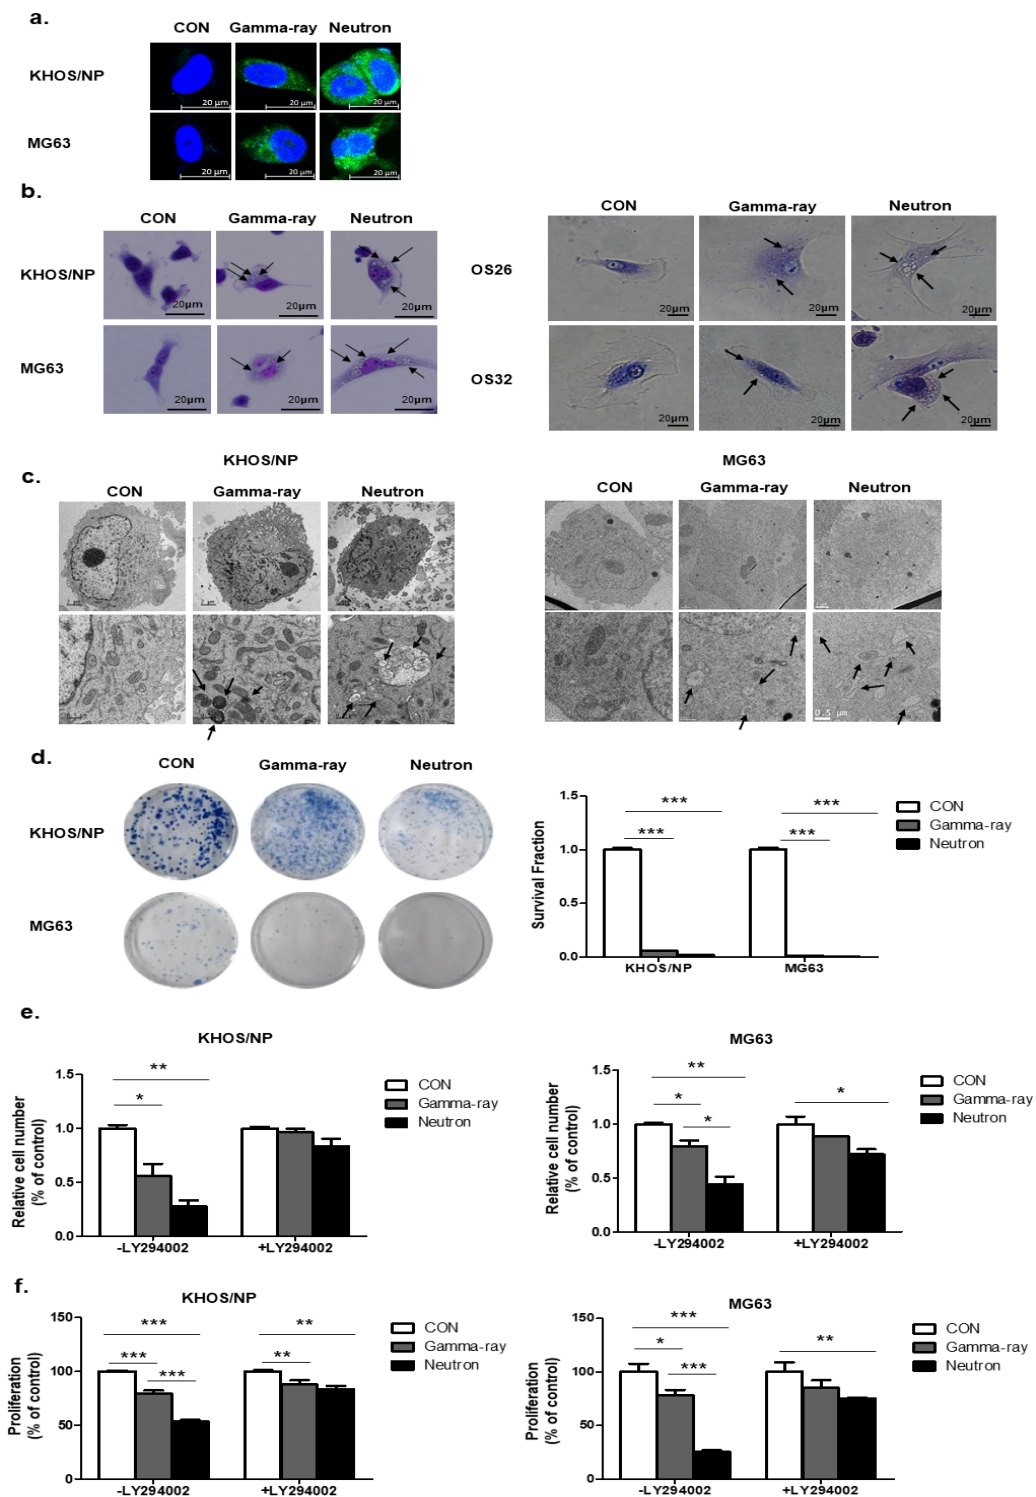 a.
CON Gamma-ray Neutron
KHOS/NP
20 µm 20 µm 20 µm
MG63
20 µm 20 µm 20 µm
b.
CON Gamma-ray Neutron
KHOS/NP
20µm 20µm 20µm
MG63
20µm 20µm 20µm
CON Gamma-ray Neutron
OS26
20µm 20µm 20µm
OS32
20µm 20µm 20µm
c.
KHOS/NP
CON Gamma-ray Neutron
MG63
CON Gamma-ray Neutron
0.5 µm
d.
CON Gamma-ray Neutron
KHOS/NP
MG63
Survival Fraction
1.5
1.0
0.5
0.0
*** ***
*** ***
KHOS/NP MG63
CON
Gamma-ray
Neutron
e.
KHOS/NP
Relative cell number
(% of control)
1.5
1.0
0.5
0.0
**
*
-LY294002 +LY294002
CON
Gamma-ray
Neutron
MG63
Relative cell number
(% of control)
1.5
1.0
0.5
0.0
** *
*
*
-LY294002 +LY294002
CON
Gamma-ray
Neutron
f.
KHOS/NP
Proliferation
(% of control)
150
100
50
0
*** **
*** **
***
-LY294002 +LY294002
CON
Gamma-ray
Neutron
MG63
Proliferation
(% of control)
150
100
50
0
***
* **
***
-LY294002 +LY294002
CON
Gamma-ray
Neutron